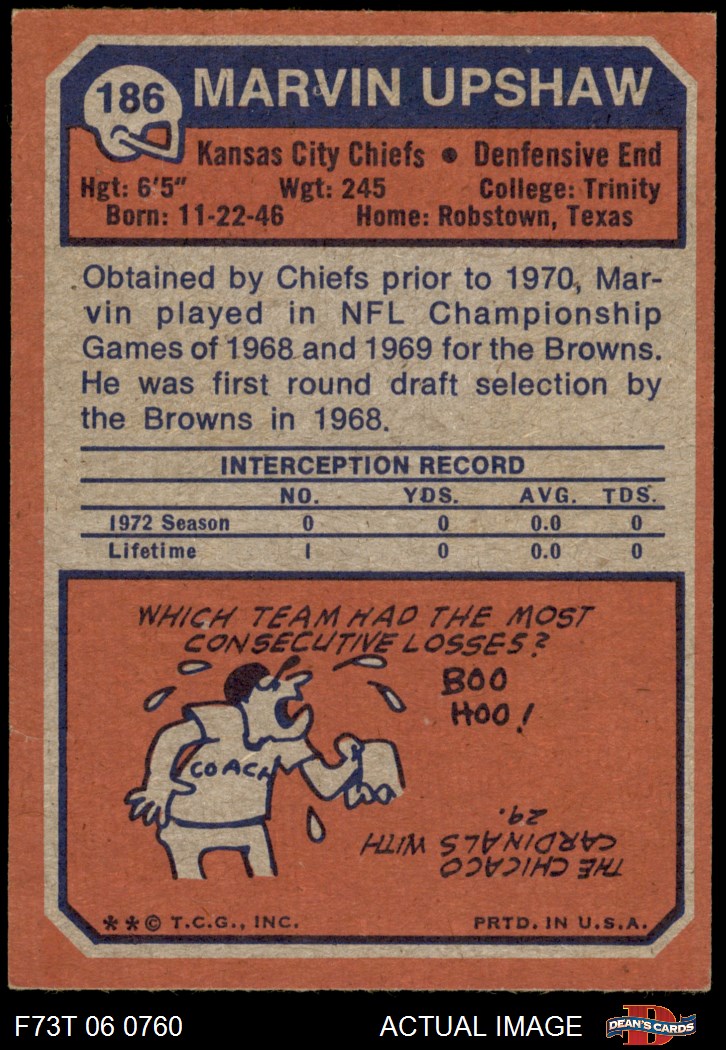 186 MARVIN UPSHAW
Kansas City Chiefs • Denfensive End
Hgt: 6'5" Wgt: 245 College: Trinity
Born: 11-22-46 Home: Robstown, Texas
Obtained by Chiefs prior to 1970, Mar-
vin played in NFL Championship
Games of 1968 and 1969 for the Browns.
He was first round draft selection by
the Browns in 1968.
INTERCEPTION RECORD
NO. YDS. AVG. TDS.
1972 Season 0 0 0.0 0
Lifetime 1 0 0.0 0
WHICH TEAM HAD THE MOST
CONSECUTIVE LOSSES?
BOO
HOO!
COACH
THE CHICAGO
CARDINALS WITH
29.
**© T.C.G., INC. PRTD. IN U.S.A.
F73T 06 0760 ACTUAL IMAGE D DEAN'S CARDS